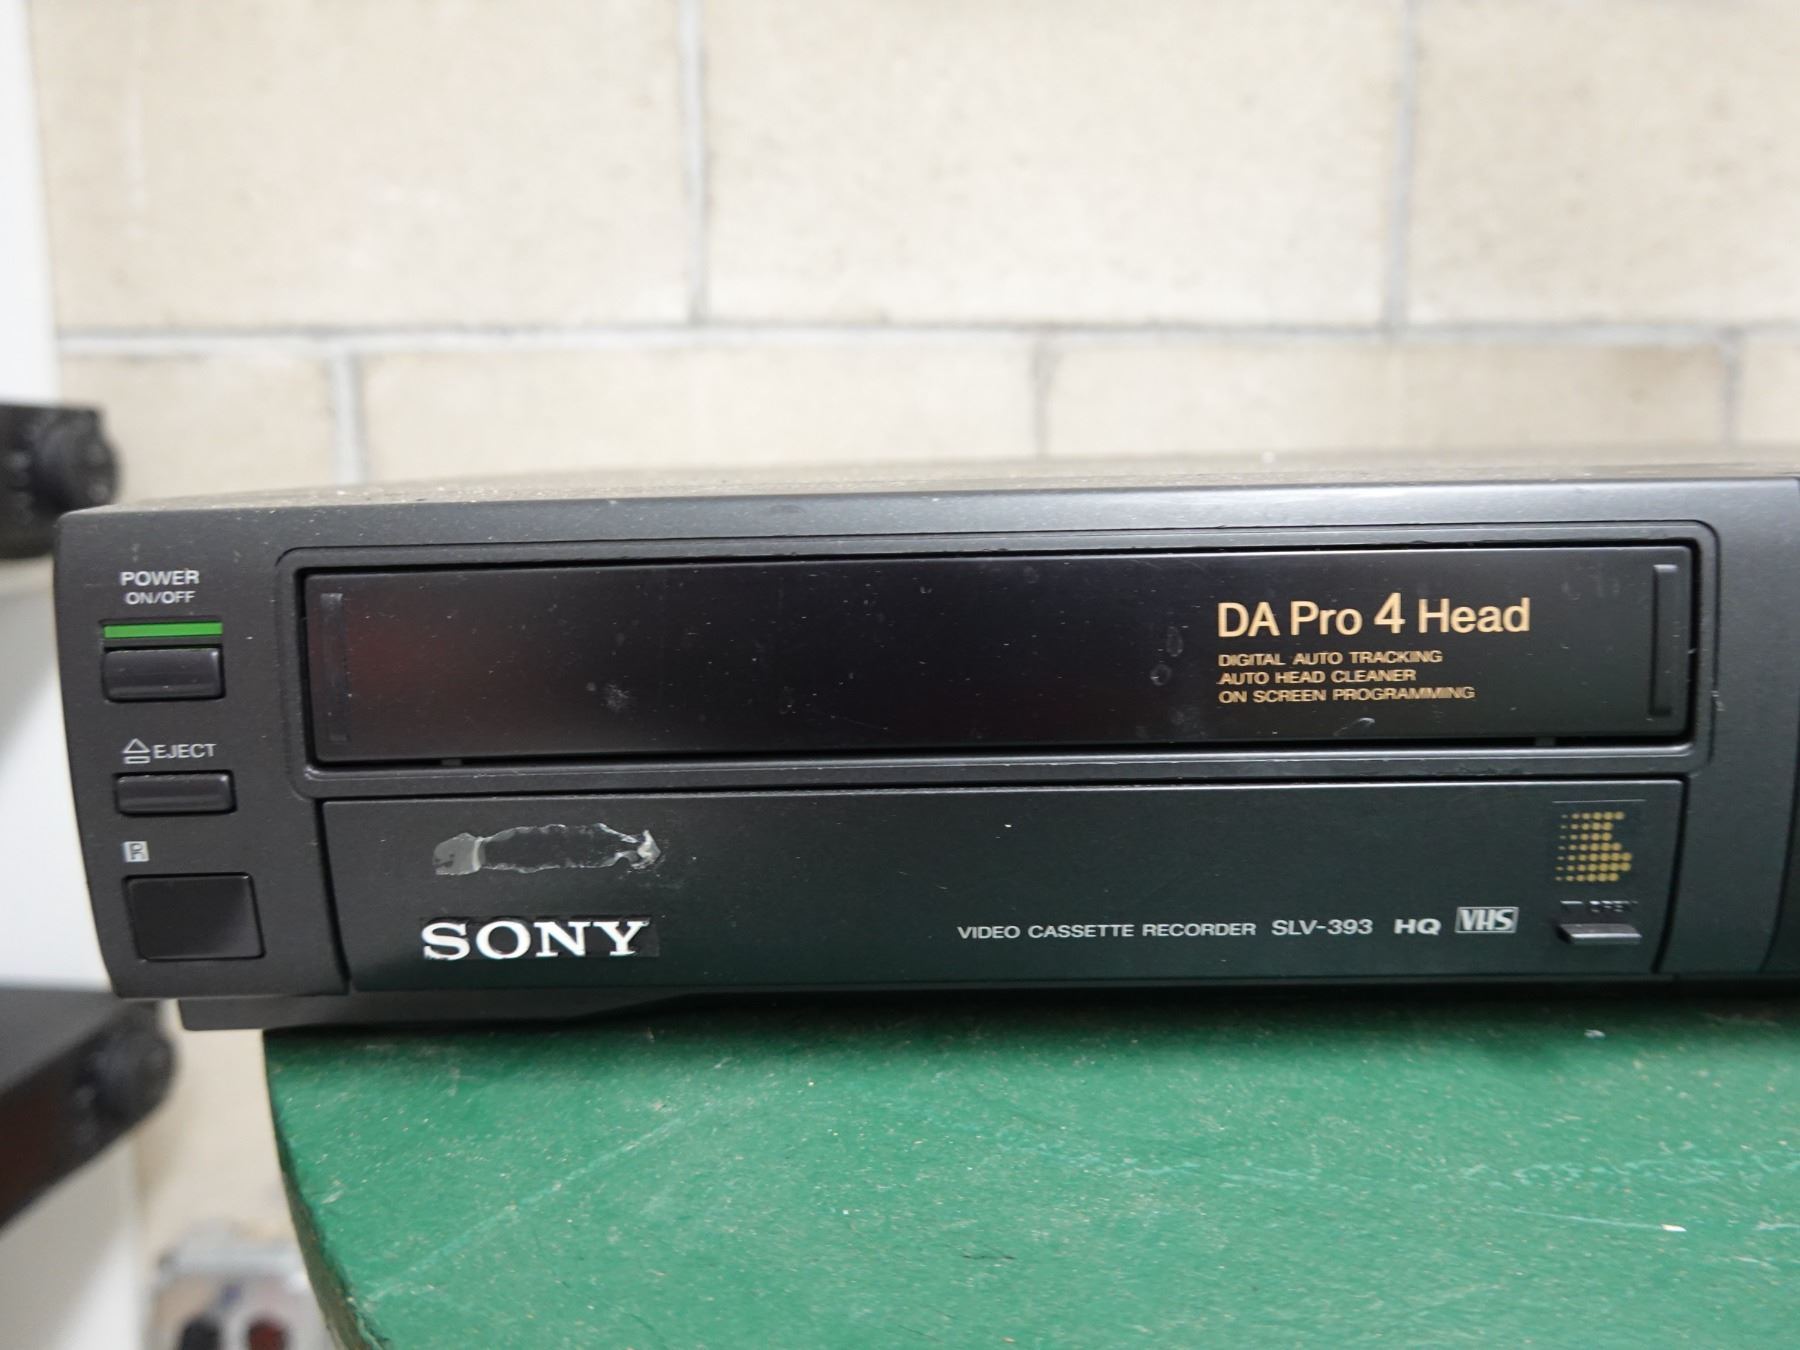 POWER
ON/OFF
DA Pro 4 Head
DIGITAL AUTO TRACKING
AUTO HEAD CLEANER
ON SCREEN PROGRAMMING
EJECT
R
SONY
VIDEO CASSETTE RECORDER SLV-393 HQ VHS
OPEN